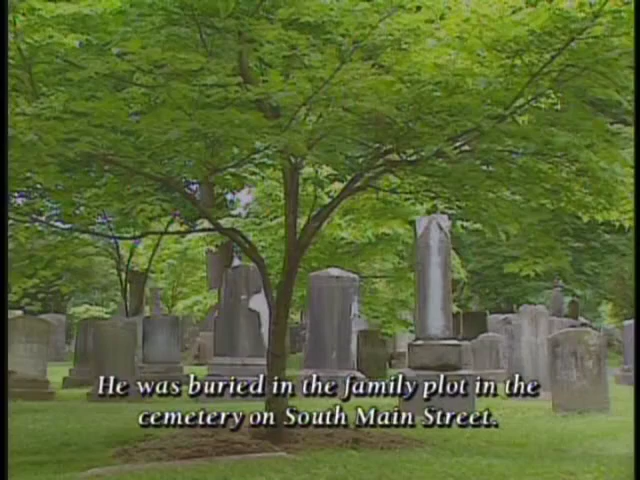 He was buried in the family plot in the
cemetery on South Main Street.